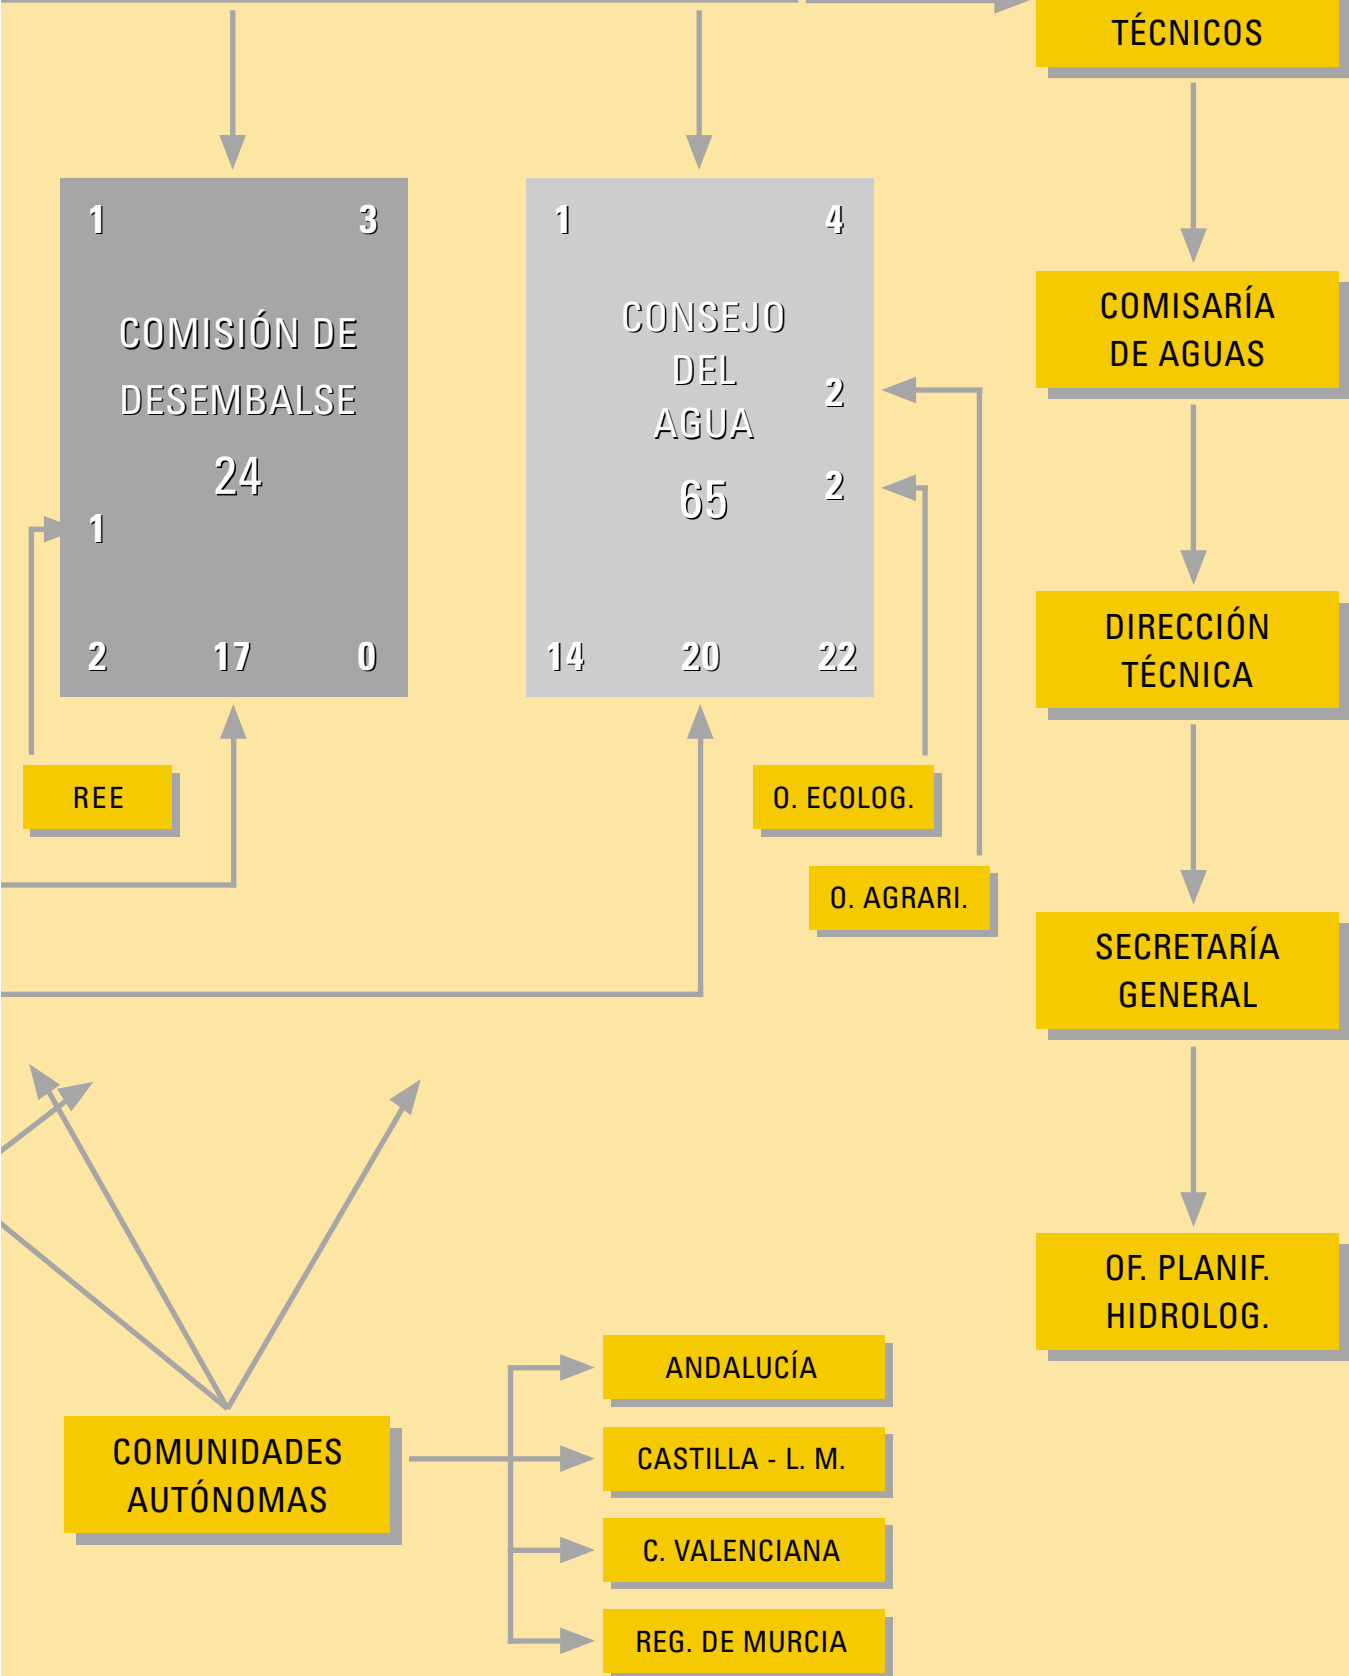 TÉCNICOS
1
3
COMISIÓN DE
DESEMBALSE
24
1
2
17
0
1
4
CONSEJO
DEL
AGUA
65
2
2
14
20
22
REE
O. ECOLOG.
O. AGRARI.
COMISARÍA
DE AGUAS
DIRECCIÓN
TÉCNICA
SECRETARÍA
GENERAL
OF. PLANIF.
HIDROLOG.
COMUNIDADES
AUTÓNOMAS
ANDALUCÍA
CASTILLA - L. M.
C. VALENCIANA
REG. DE MURCIA